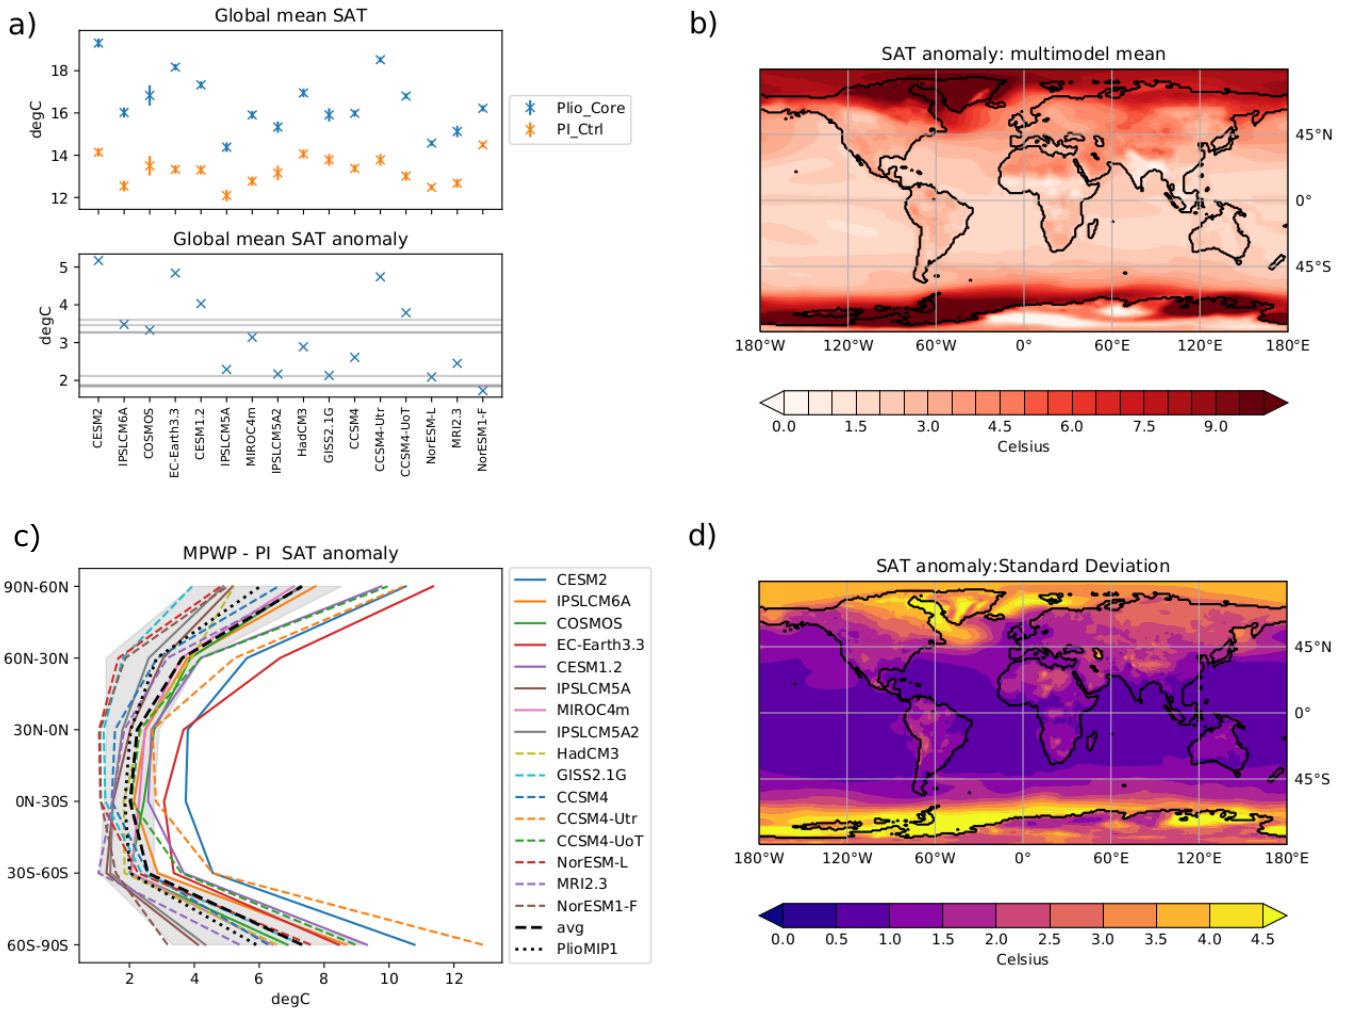 a)
Global mean SAT
18
16
14
12
degC
Plio_Core
PI_Ctrl
Global mean SAT anomaly
5
4
3
2
degC
CESM2
IPSLCM6A
COSMOS
EC-Earth3.3
CESM1.2
IPSLCM5A
MIROC4m
IPSLCM5A2
HadCM3
GISS2.1G
CCSM4
CCSM4-Utr
CCSM4-UoT
NorESM-L
MRI2.3
NorESM1-F
b)
SAT anomaly: multimodel mean
45°N
0°
45°S
180°W 120°W 60°W 0° 60°E 120°E 180°E
0.0 1.5 3.0 4.5 6.0 7.5 9.0
Celsius
c)
MPWP - PI SAT anomaly
90N-60N
60N-30N
30N-0N
0N-30S
30S-60S
60S-90S
2 4 6 8 10 12
degC
CESM2
IPSLCM6A
COSMOS
EC-Earth3.3
CESM1.2
IPSLCM5A
MIROC4m
IPSLCM5A2
HadCM3
GISS2.1G
CCSM4
CCSM4-Utr
CCSM4-UoT
NorESM-L
MRI2.3
NorESM1-F
avg
PlioMIP1
d)
SAT anomaly:Standard Deviation
45°N
0°
45°S
180°W 120°W 60°W 0° 60°E 120°E 180°E
0.0 0.5 1.0 1.5 2.0 2.5 3.0 3.5 4.0 4.5
Celsius